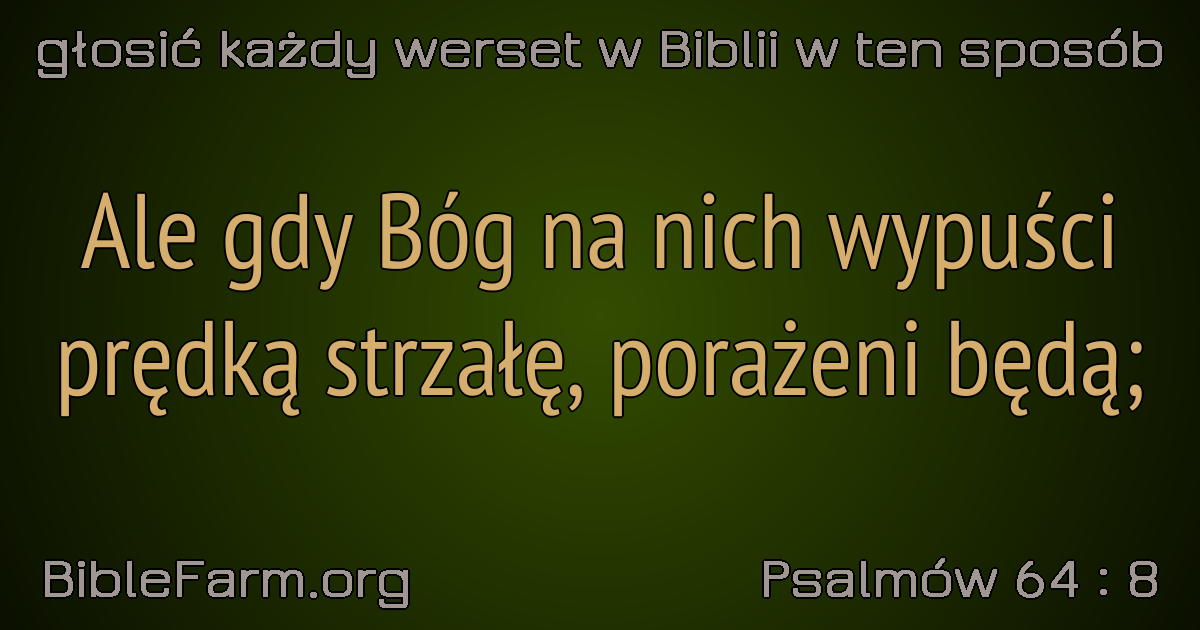 głosić każdy werset w Biblii w ten sposób
Ale gdy Bóg na nich wypuści
prędką strzałę, porażeni będą;
BibleFarm.org
Psalmów 64 : 8